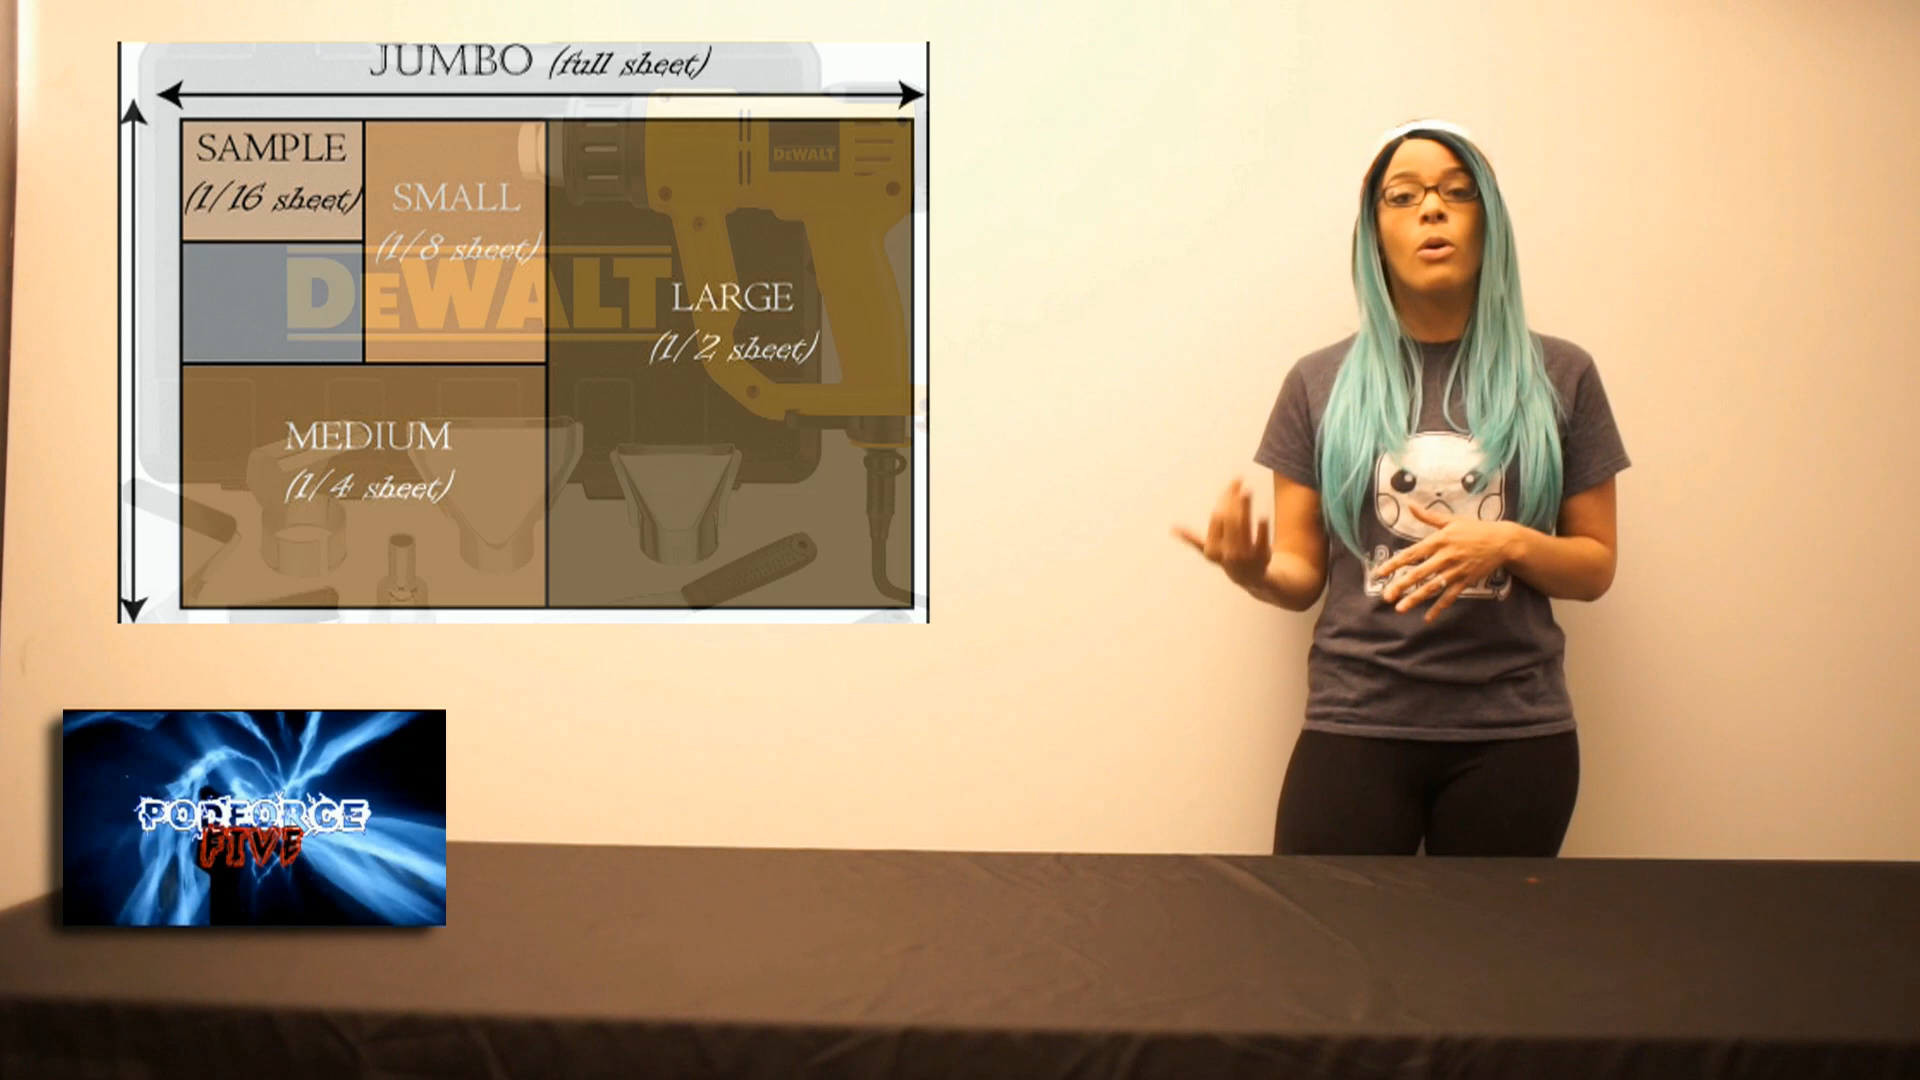 JUMBO (full sheet)
SAMPLE
(1/16 sheet)
SMALL
(1/8 sheet)
DEWALT
DEWALT
LARGE
(1/2 sheet)
MEDIUM
(1/4 sheet)
PODFORCE
FIVE